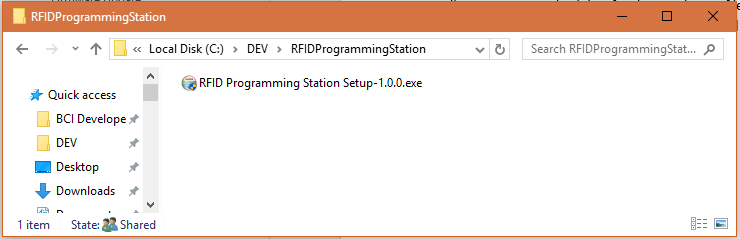 RFIDProgrammingStation
« Local Disk (C:) > DEV > RFIDProgrammingStation
Search RFIDProgrammingStat...
Quick access
RFID Programming Station Setup-1.0.0.exe
BCI Develope
DEV
Desktop
Downloads
1 item State: Shared